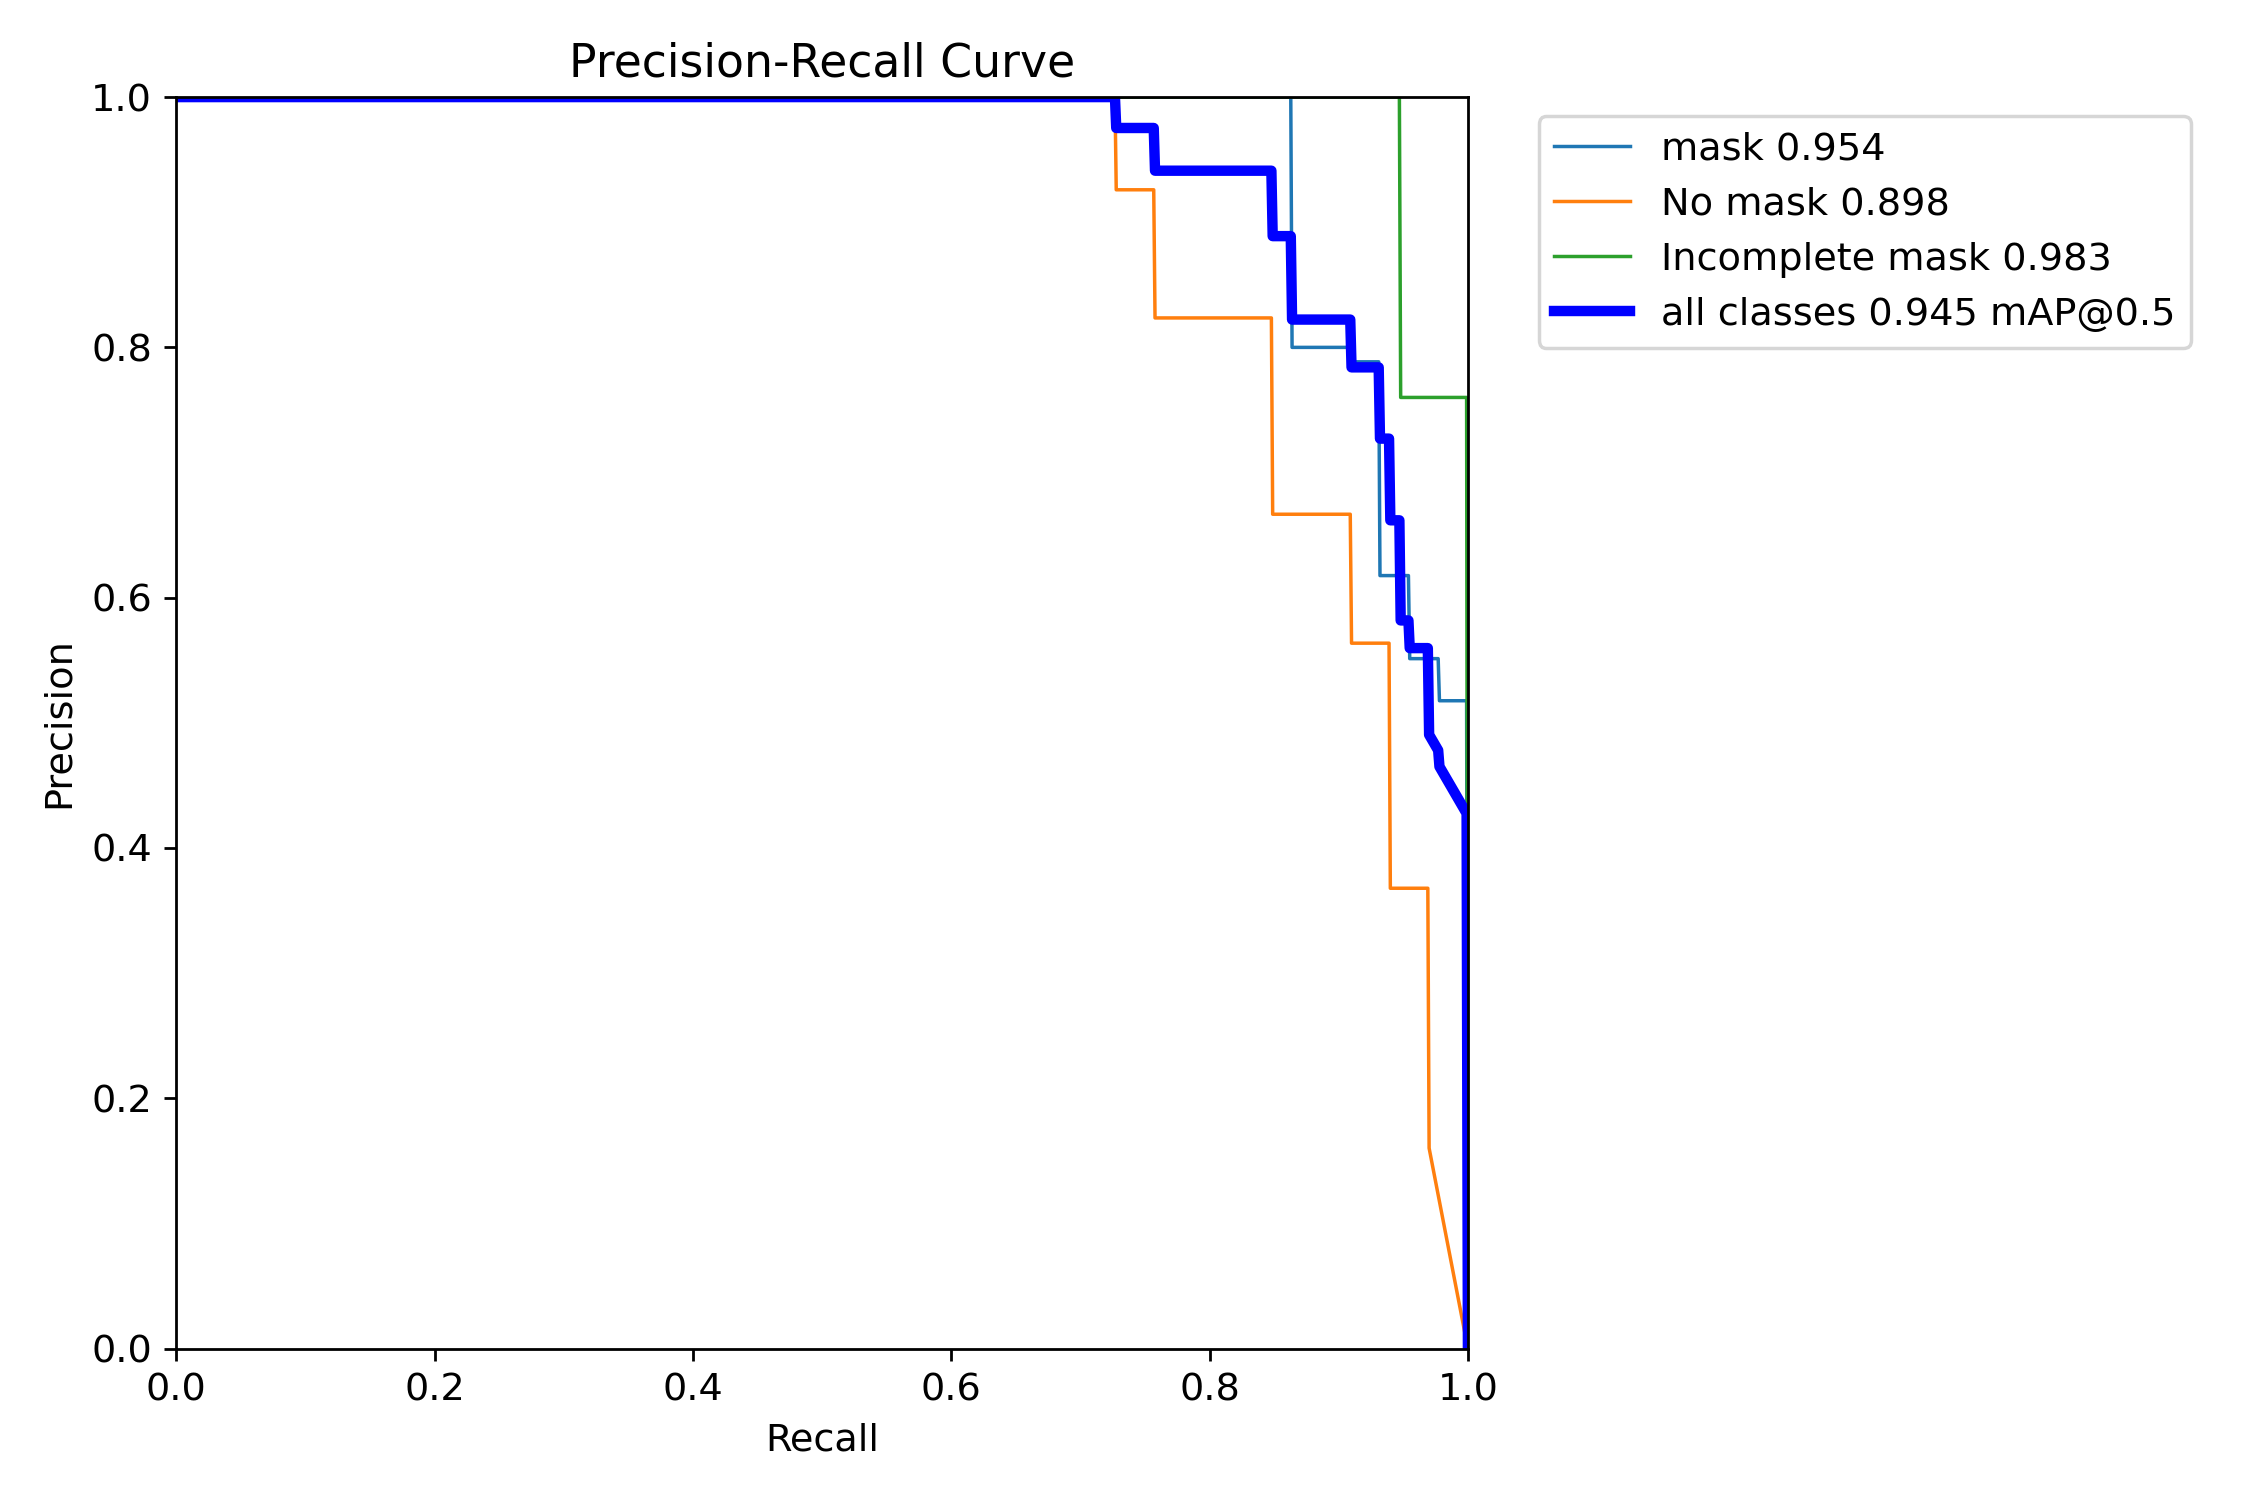 Precision-Recall Curve
1.0
0.8
0.6
0.4
0.2
0.0
Precision
0.0 0.2 0.4 0.6 0.8 1.0
Recall
mask 0.954
No mask 0.898
Incomplete mask 0.983
all classes 0.945 mAP@0.5